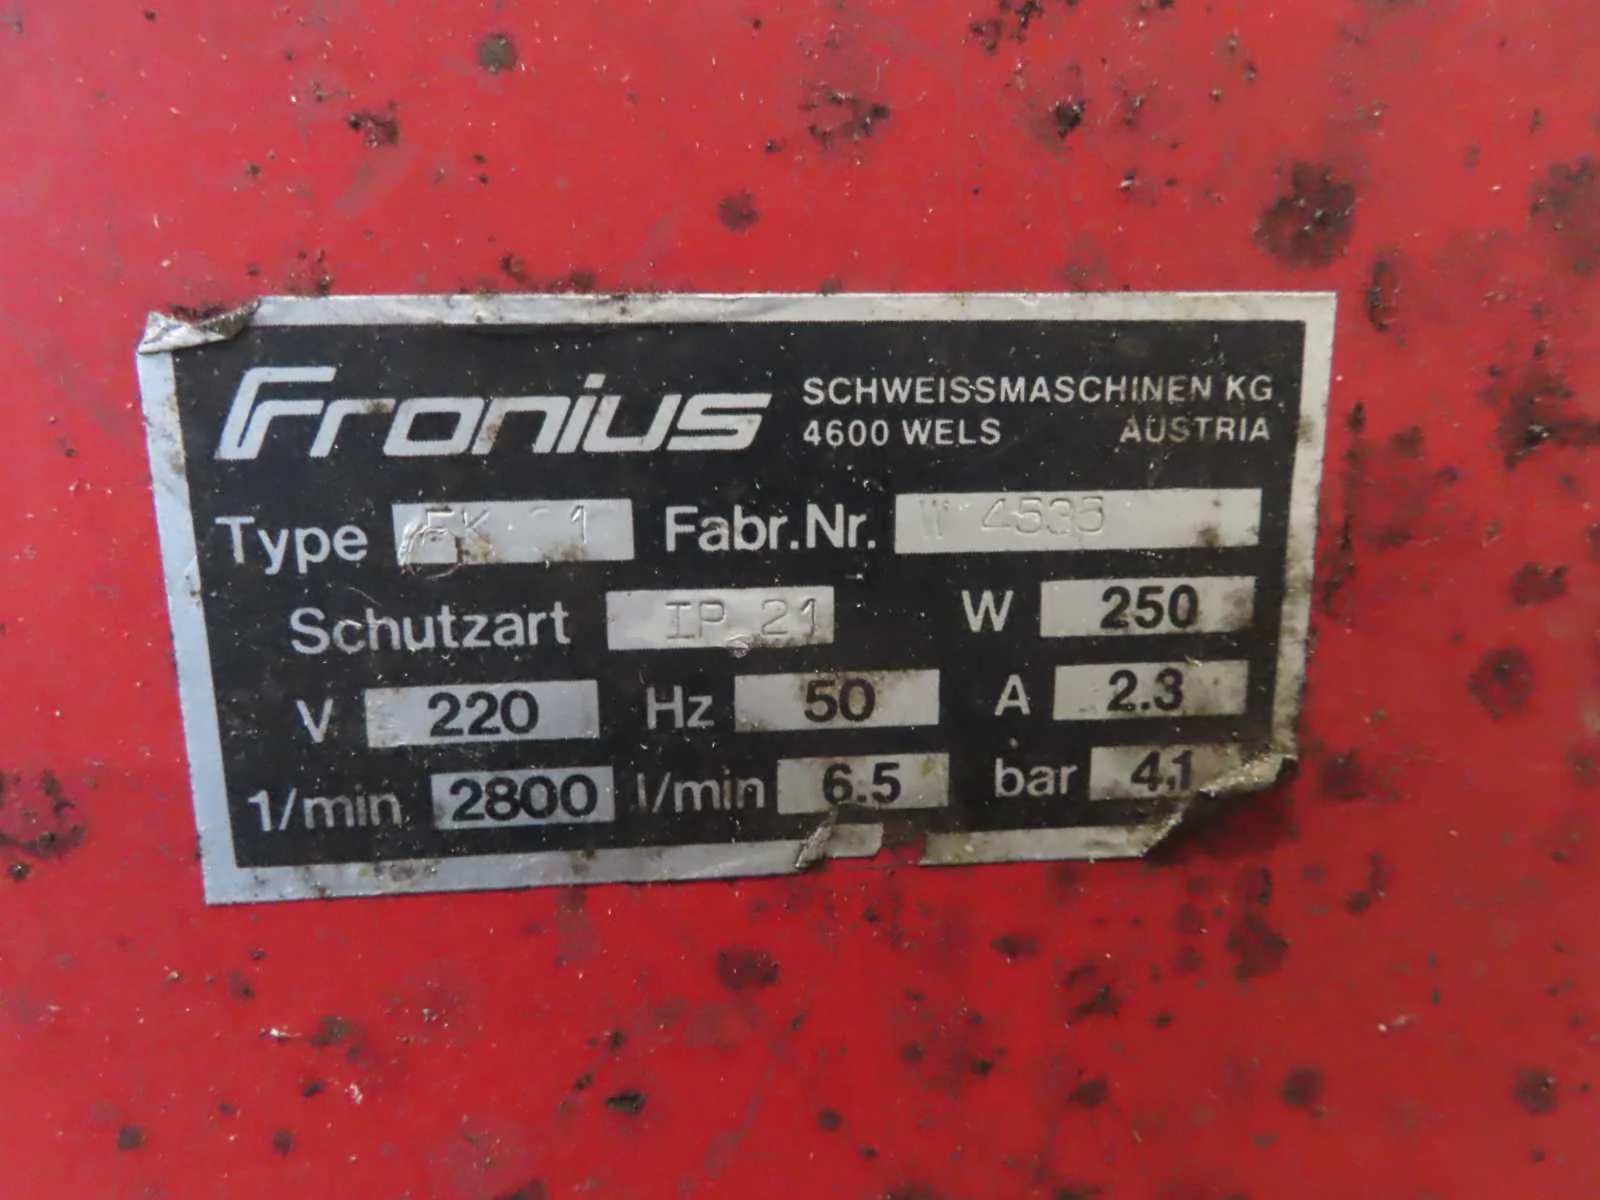 Fronius SCHWEISSMASCHINEN KG
4600 WELS AUSTRIA
Type Fabr.Nr. W 4535
Schutzart IP 21 W 250
V 220 Hz 50 A 2.3
1/min 2800 l/min 6.5 bar 4.1